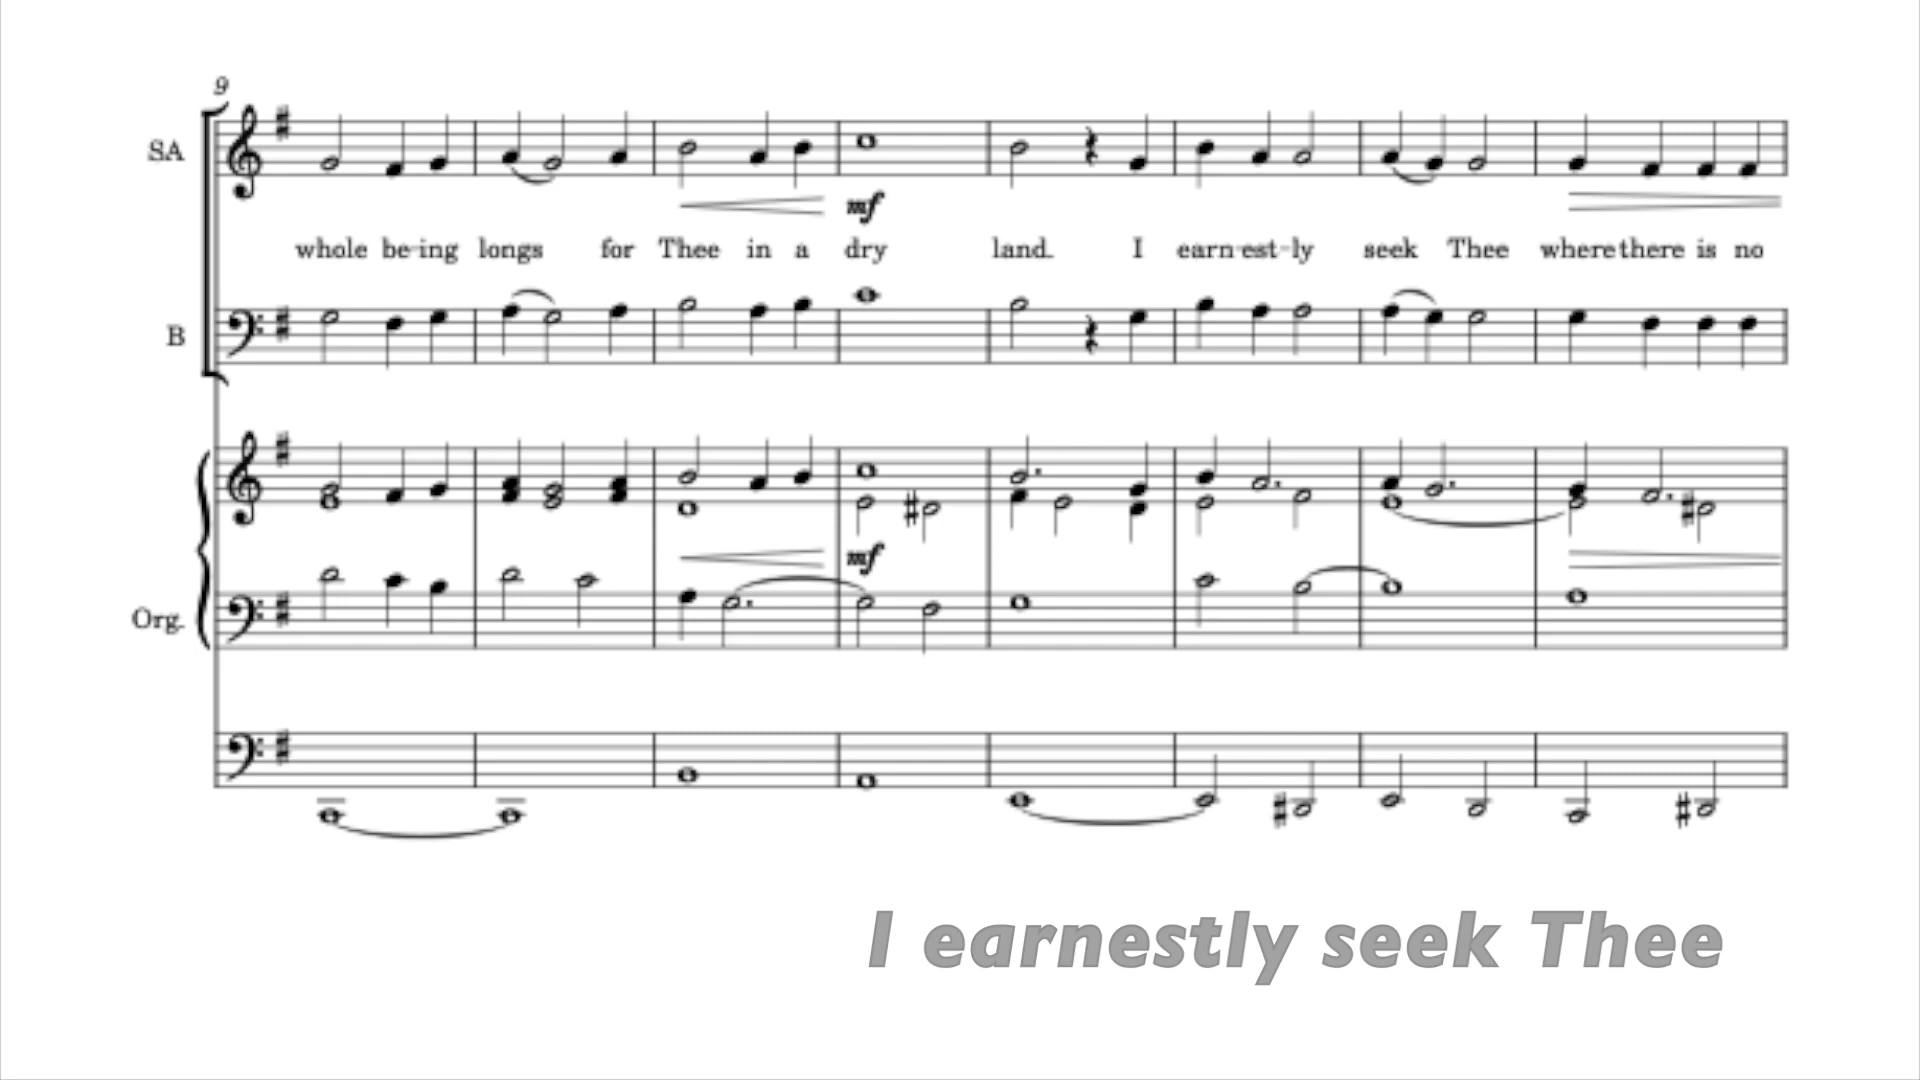 9
SA
mf
whole be-ing longs for Thee in a dry land. I earn-est-ly seek Thee where there is no
B
mf
Org.
I earnestly seek Thee